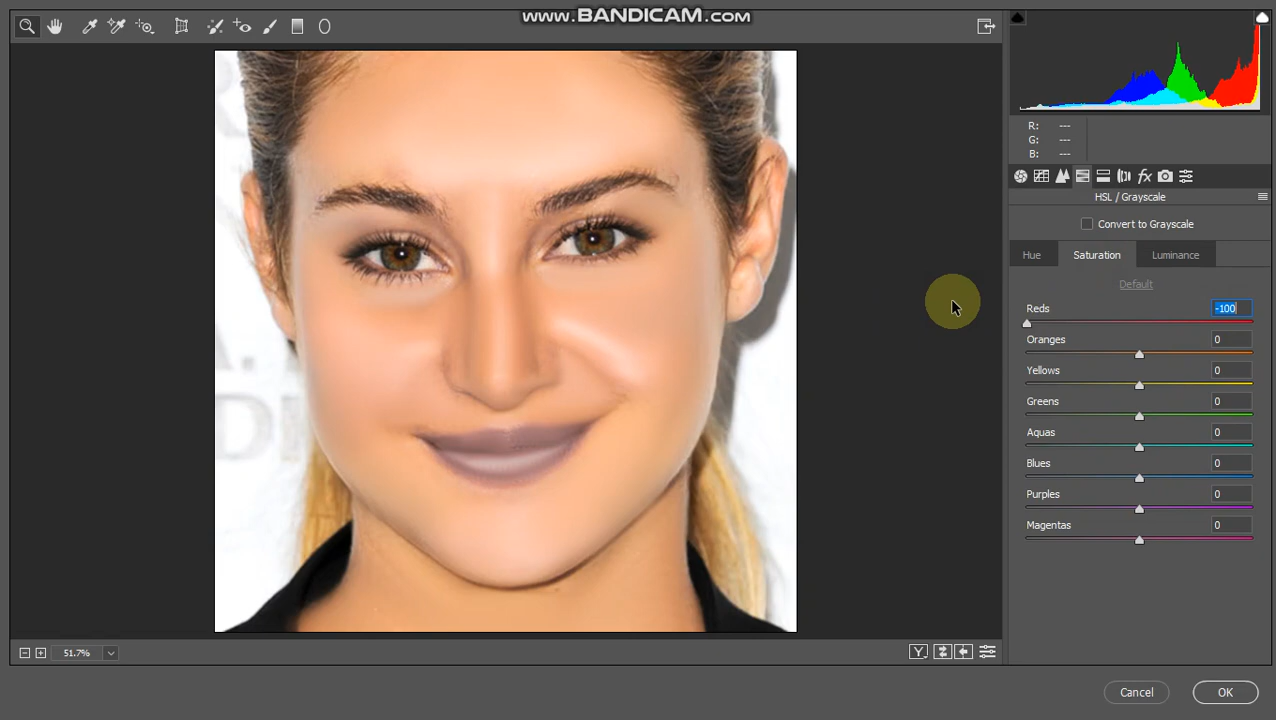 www.BANDICAM.com
R: ---
G: ---
B: ---
HSL / Grayscale
Convert to Grayscale
Hue Saturation Luminance
Default
Reds -100
Oranges 0
Yellows 0
Greens 0
Aquas 0
Blues 0
Purples 0
Magentas 0
51.7%
Y
Cancel OK